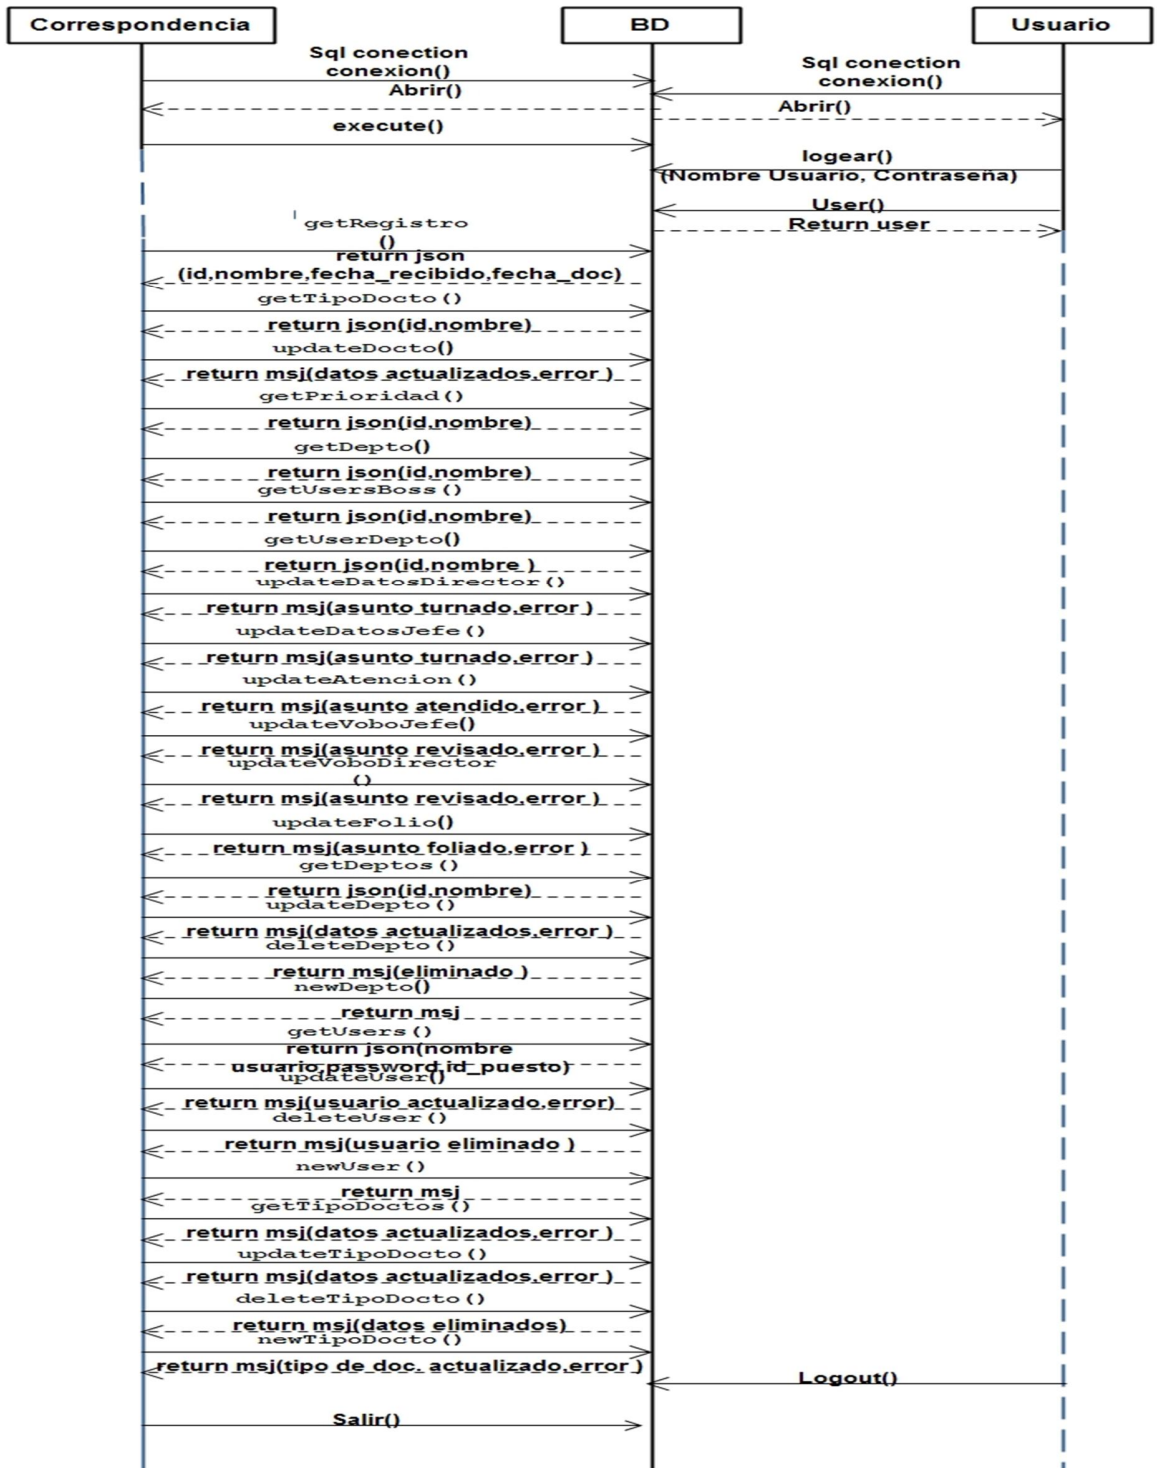 Correspondencia
BD
Usuario
Sql conection
conexion()
Abrir()
execute()
Sql conection
conexion()
Abrir()
logear()
(Nombre Usuario, Contraseña)
User()
Return user
getRegistro
()
return json
(id,nombre,fecha_recibido,fecha_doc)
getTipoDocto()
return json(id,nombre)
updateDocto()
return msj(datos actualizados,error )
getPrioridad()
return json(id,nombre)
getDepto()
return json(id,nombre)
getUsersBoss()
return json(id,nombre)
getUserDepto()
return json(id,nombre )
updateDatosDirector()
return msj(asunto turnado,error )
updateDatosJefe()
return msj(asunto turnado,error )
updateAtencion()
return msj(asunto atendido,error )
updateVoboJefe()
return msj(asunto revisado,error )
updateVoboDirector
()
return msj(asunto revisado,error )
updateFolio()
return msj(asunto foliado,error )
getDeptos()
return json(id,nombre)
updateDepto()
return msj(datos actualizados,error )
deleteDepto()
return msj(eliminado )
newDepto()
return msj
getUsers()
return json(nombre
usuario,password,id_puesto)
updateUser()
return msj(usuario actualizado,error)
deleteUser()
return msj(usuario eliminado )
newUser()
return msj
getTipoDoctos()
return msj(datos actualizados,error )
updateTipoDocto()
return msj(datos actualizados,error )
deleteTipoDocto()
return msj(datos eliminados)
newTipoDocto()
return msj(tipo de doc. actualizado,error )
Logout()
Salir()